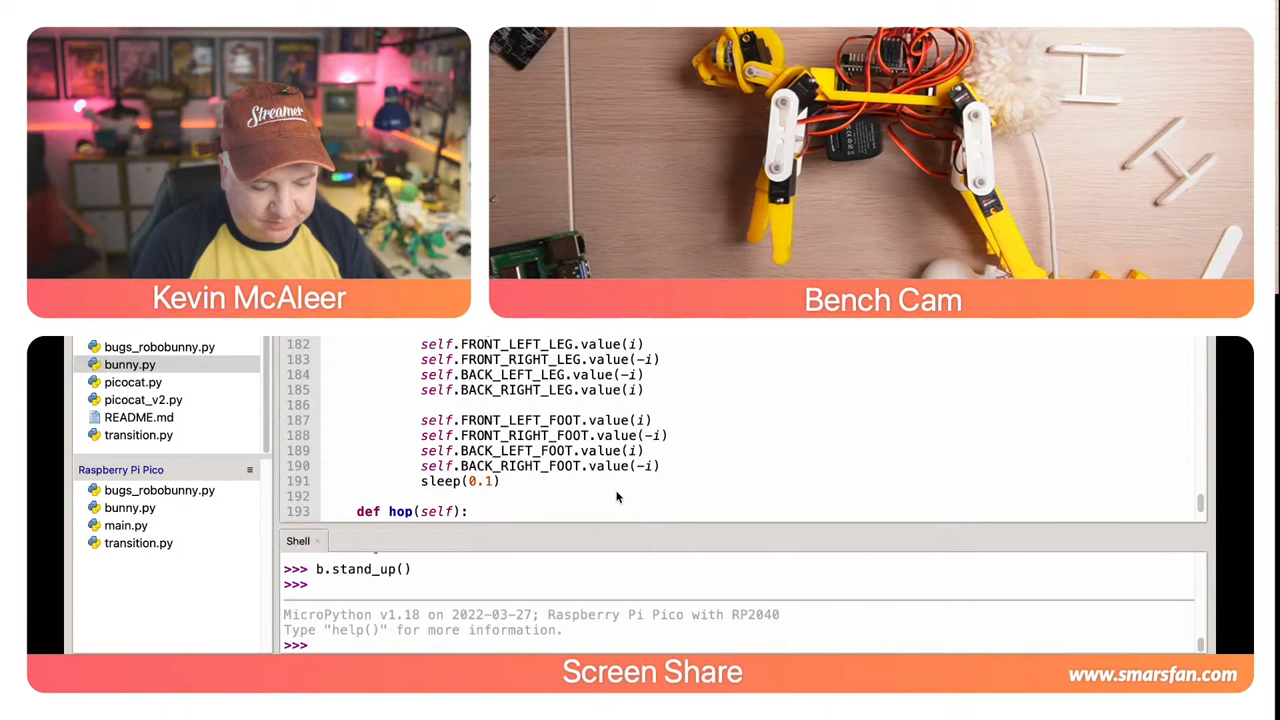 Streamer
Kevin McAleer
Bench Cam
bugs_robobunny.py
bunny.py
picocat.py
picocat_v2.py
README.md
transition.py
Raspberry Pi Pico
bugs_robobunny.py
bunny.py
main.py
transition.py
182 self.FRONT_LEFT_LEG.value(i)
183 self.FRONT_RIGHT_LEG.value(-i)
184 self.BACK_LEFT_LEG.value(-i)
185 self.BACK_RIGHT_LEG.value(i)
186
187 self.FRONT_LEFT_FOOT.value(i)
188 self.FRONT_RIGHT_FOOT.value(-i)
189 self.BACK_LEFT_FOOT.value(i)
190 self.BACK_RIGHT_FOOT.value(-i)
191 sleep(0.1)
192
193 def hop(self):
Shell
>>> b.stand_up()
>>>
MicroPython v1.18 on 2022-03-27; Raspberry Pi Pico with RP2040
Type "help()" for more information.
>>>
Screen Share
www.smarsfan.com